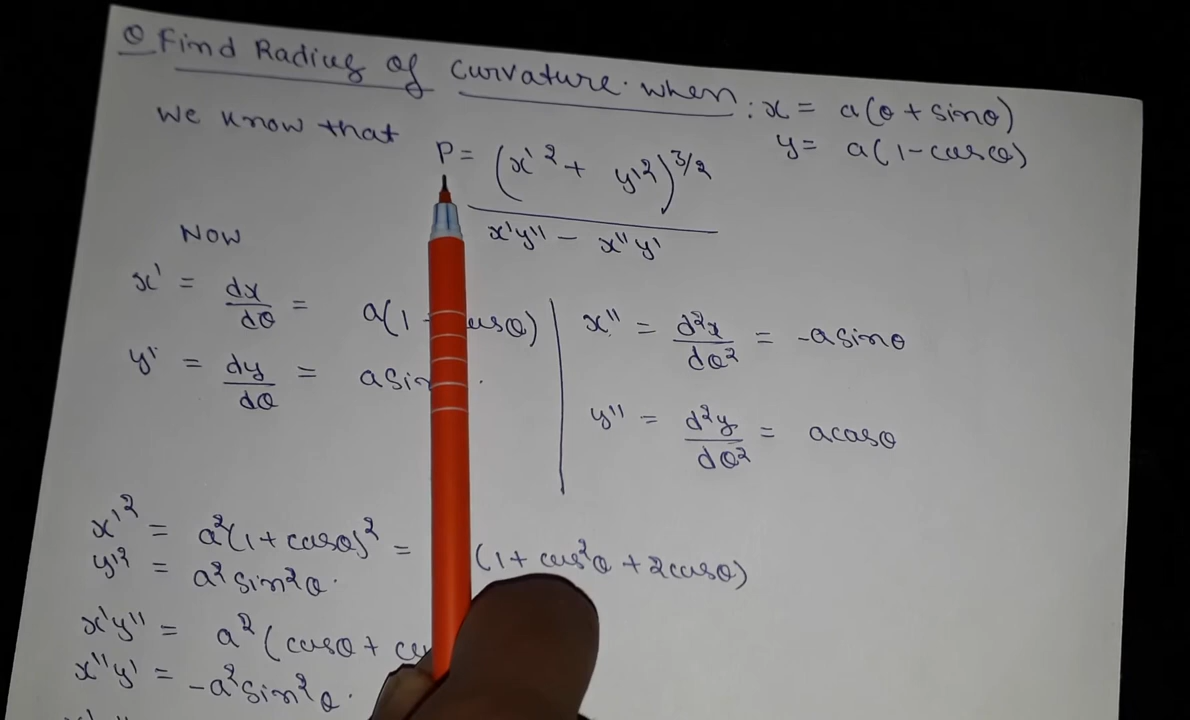 Q Find Radius of Curvature. when: x = a(θ + sinθ)
y = a(1-cosθ)
We know that P = (x'² + y'²)^3/2
x'y'' - x''y'
NOW
x' = dx/dθ = a(1 cosθ)
y' = dy/dθ = asin
x'' = d²x/dθ² = -asinθ
y'' = d²y/dθ² = acosθ
x'² = a²(1+cosθ)² = (1+cos²θ+2cosθ)
y'² = a²sin²θ.
x'y'' = a²(cosθ +
x''y' = -a²sin²θ.